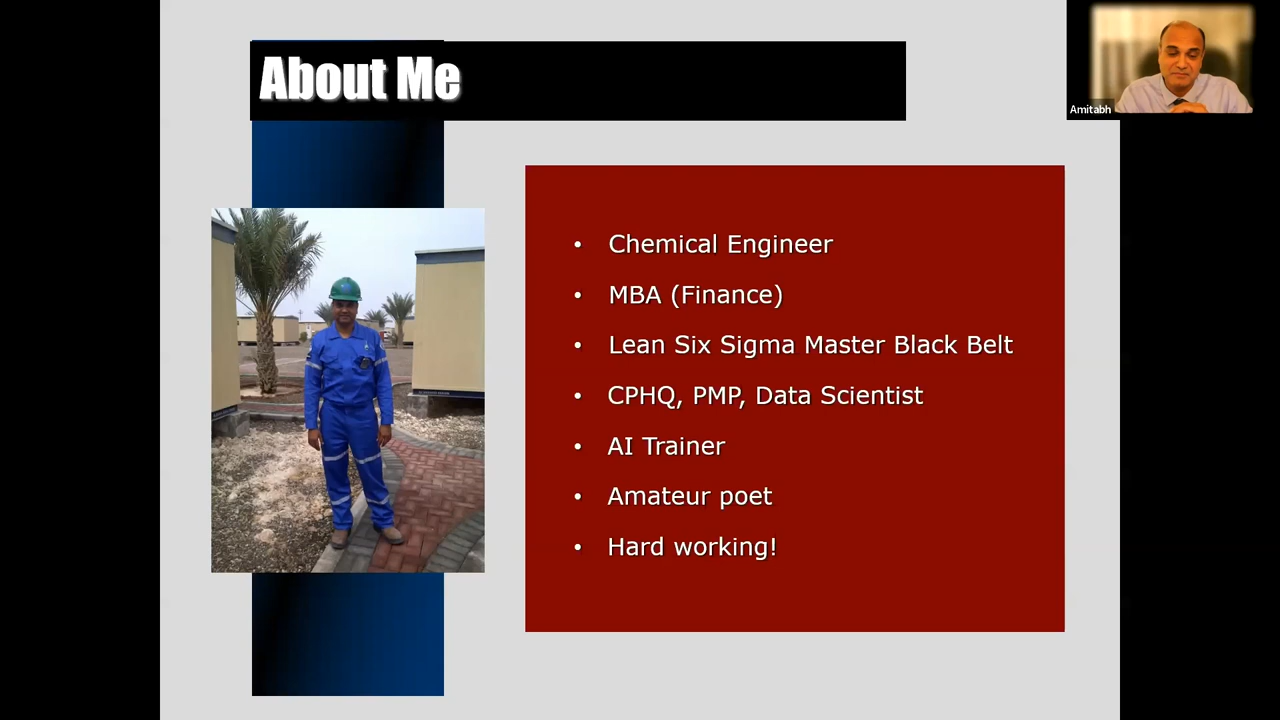 About Me
Amitabh
• Chemical Engineer
• MBA (Finance)
• Lean Six Sigma Master Black Belt
• CPHQ, PMP, Data Scientist
• AI Trainer
• Amateur poet
• Hard working!